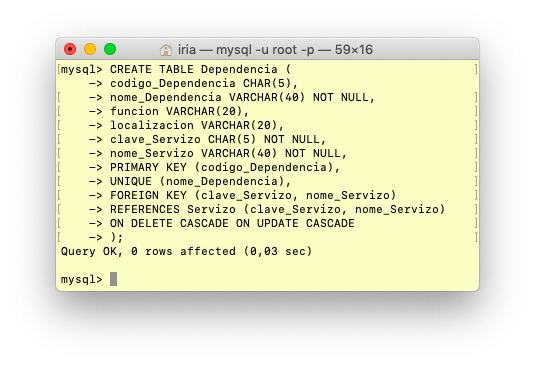 iria — mysql -u root -p — 59×16
[mysql> CREATE TABLE Dependencia ( ]
    -> codigo_Dependencia CHAR(5),
[    -> nome_Dependencia VARCHAR(40) NOT NULL, ]
[    -> funcion VARCHAR(20), ]
[    -> localizacion VARCHAR(20), ]
[    -> clave_Servizo CHAR(5) NOT NULL, ]
[    -> nome_Servizo VARCHAR(40) NOT NULL, ]
[    -> PRIMARY KEY (codigo_Dependencia), ]
[    -> UNIQUE (nome_Dependencia), ]
[    -> FOREIGN KEY (clave_Servizo, nome_Servizo) ]
[    -> REFERENCES Servizo (clave_Servizo, nome_Servizo) ]
[    -> ON DELETE CASCADE ON UPDATE CASCADE ]
[    -> ); ]
Query OK, 0 rows affected (0,03 sec)
mysql>